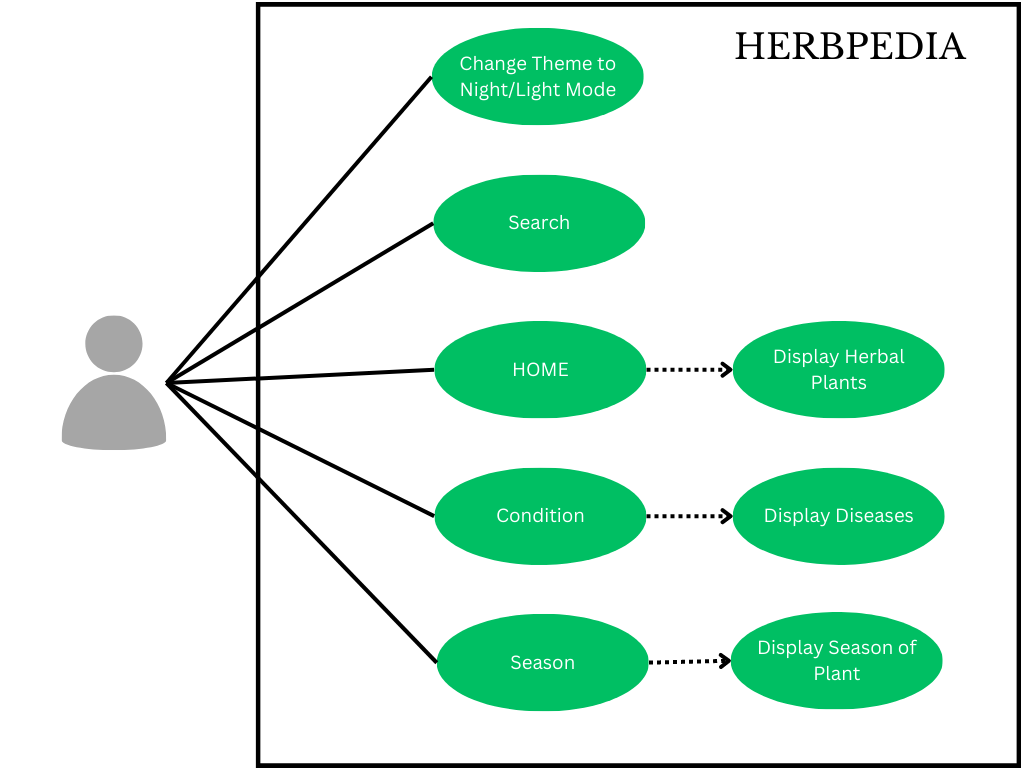 HERBPEDIA
Change Theme to
Night/Light Mode
Search
HOME
Display Herbal
Plants
Condition
Display Diseases
Season
Display Season of
Plant